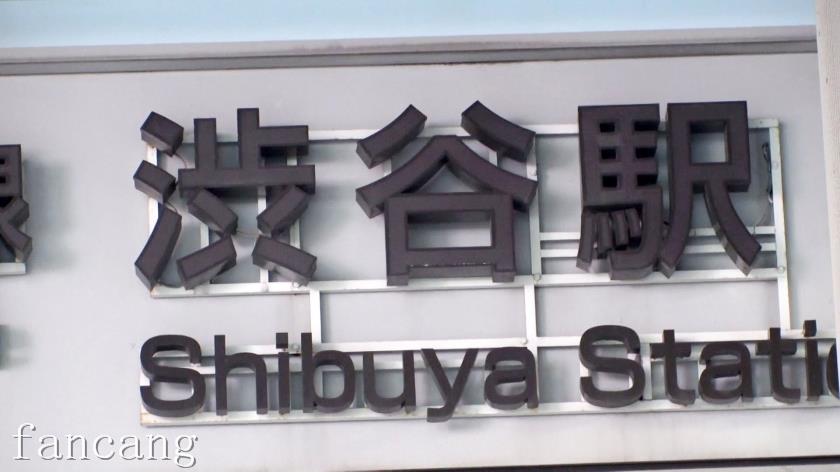 渋谷駅
Shibuya Statio
fancang